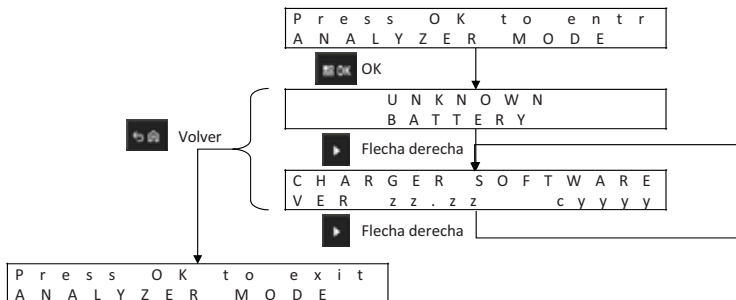 Press OK to entr
ANALYZER MODE
OK OK
UNKNOWN
BATTERY
Volver
Flecha derecha
CHARGER SOFTWARE
VER zz.zz cyyyy
Flecha derecha
Press OK to exit
ANALYZER MODE